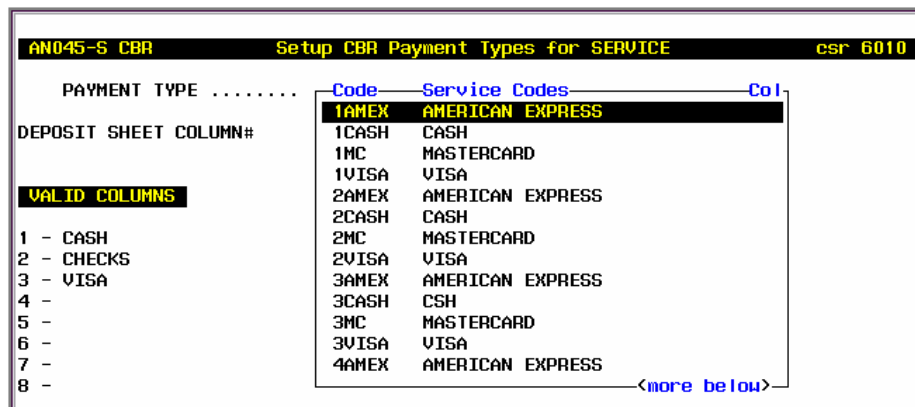 AN045-S CBR Setup CBR Payment Types for SERVICE csr 6010
PAYMENT TYPE ........ Code Service Codes Col
1AMEX AMERICAN EXPRESS
DEPOSIT SHEET COLUMN# 1CASH CASH
1MC MASTERCARD
1VISA VISA
VALID COLUMNS 2AMEX AMERICAN EXPRESS
2CASH CASH
1 - CASH 2MC MASTERCARD
2 - CHECKS 2VISA VISA
3 - VISA 3AMEX AMERICAN EXPRESS
4 - 3CASH CSH
5 - 3MC MASTERCARD
6 - 3VISA VISA
7 - 4AMEX AMERICAN EXPRESS
8 - <more below>